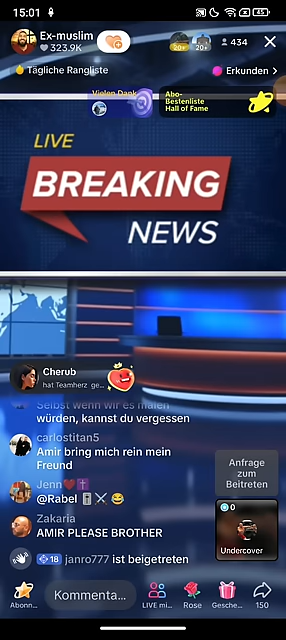 15:01
45
Ex-muslim
323.9K
20+
20+
434
Tägliche Rangliste
Erkunden
Vielen Dank
Abo-
Bestenliste
Hall of Fame
LIVE
BREAKING
NEWS
Cherub
hat Teamherz ge...
Selbst wenn wir es malen
würden, kannst du vergessen
carlostitan5
Amir bring mich rein mein
Freund
Jenn❤️✝️
@Rabel 🎚️⚔️😂
Zakaria
AMIR PLEASE BROTHER
18 janro777 ist beigetreten
Anfrage
zum
Beitreten
0
Undercover
Abonn...
Kommenta...
LIVE mi...
Rose
Gesche...
150